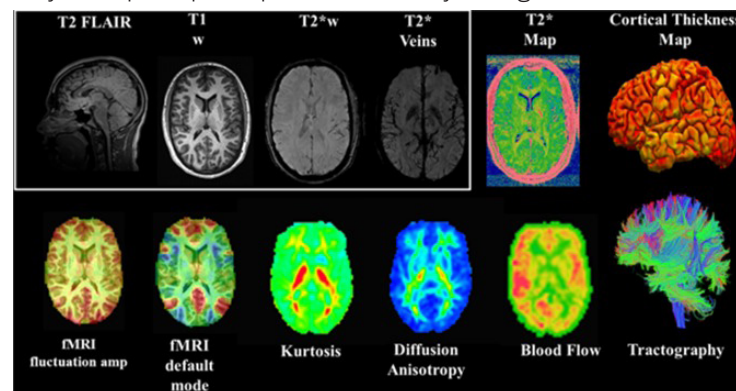 T2 FLAIR
T1
w
T2*w
T2*
Veins
T2*
Map
Cortical Thickness
Map
fMRI
fluctuation amp
fMRI
default
mode
Kurtosis
Diffusion
Anisotropy
Blood Flow
Tractography